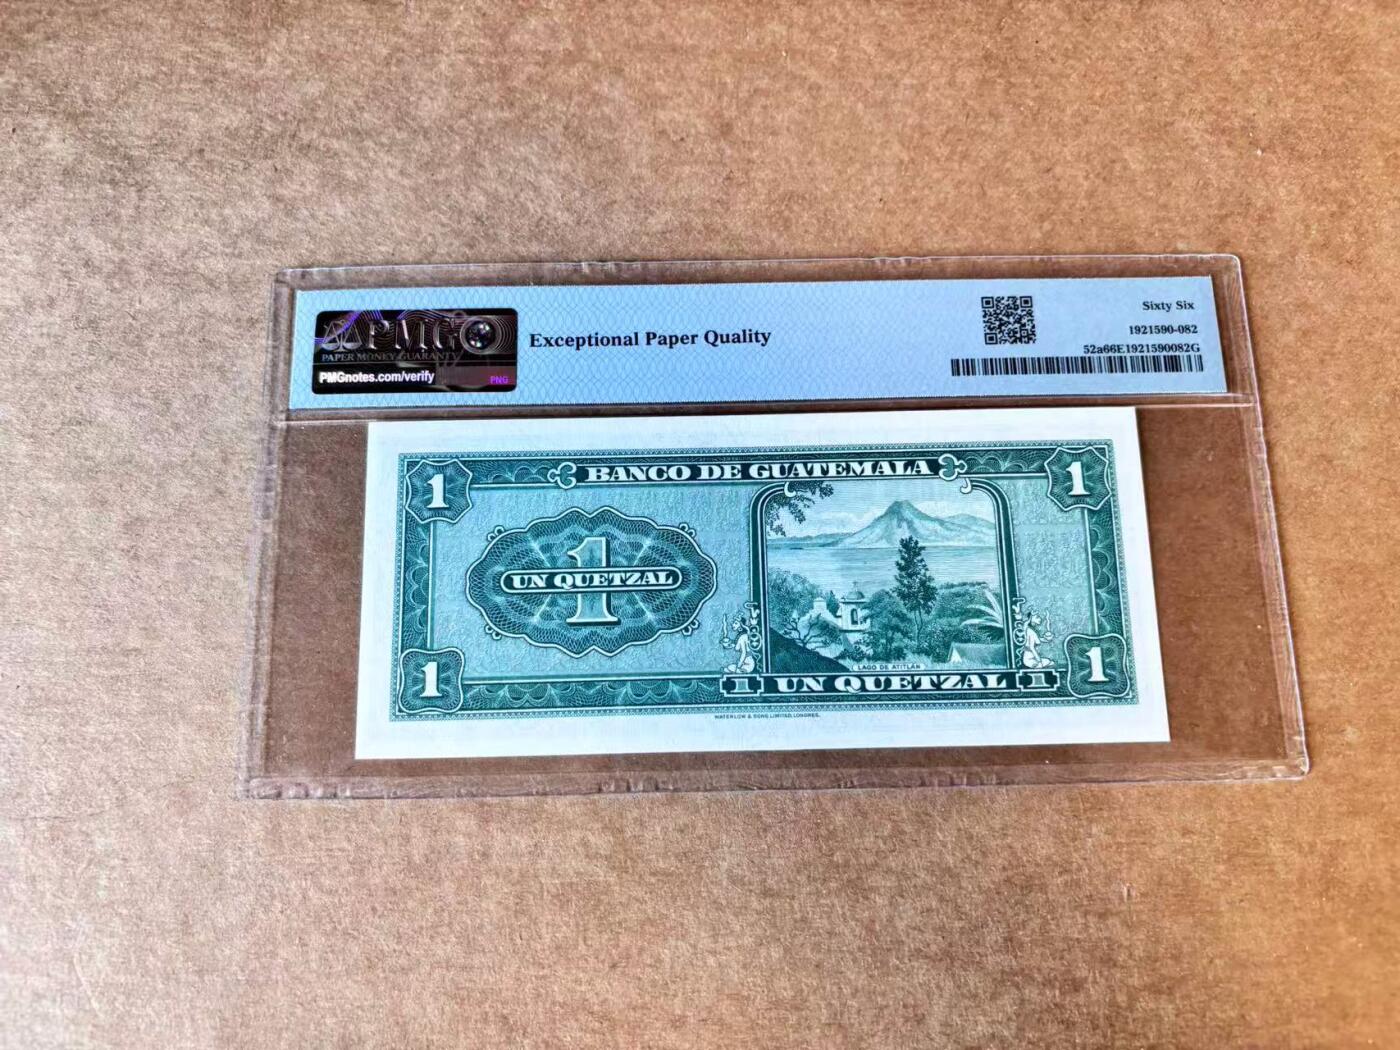 PMG
PAPER MONEY GUARANTY
PMGnotes.com/verify
PNG
Exceptional Paper Quality
Sixty Six
1921590-082
52a66E1921590082G
1
BANCO DE GUATEMALA
1
1
UN QUETZAL
LAGO DE ATITLÁN
1
1 UN QUETZAL 1
1
WATERLOW & SONS LIMITED, LONDRES.